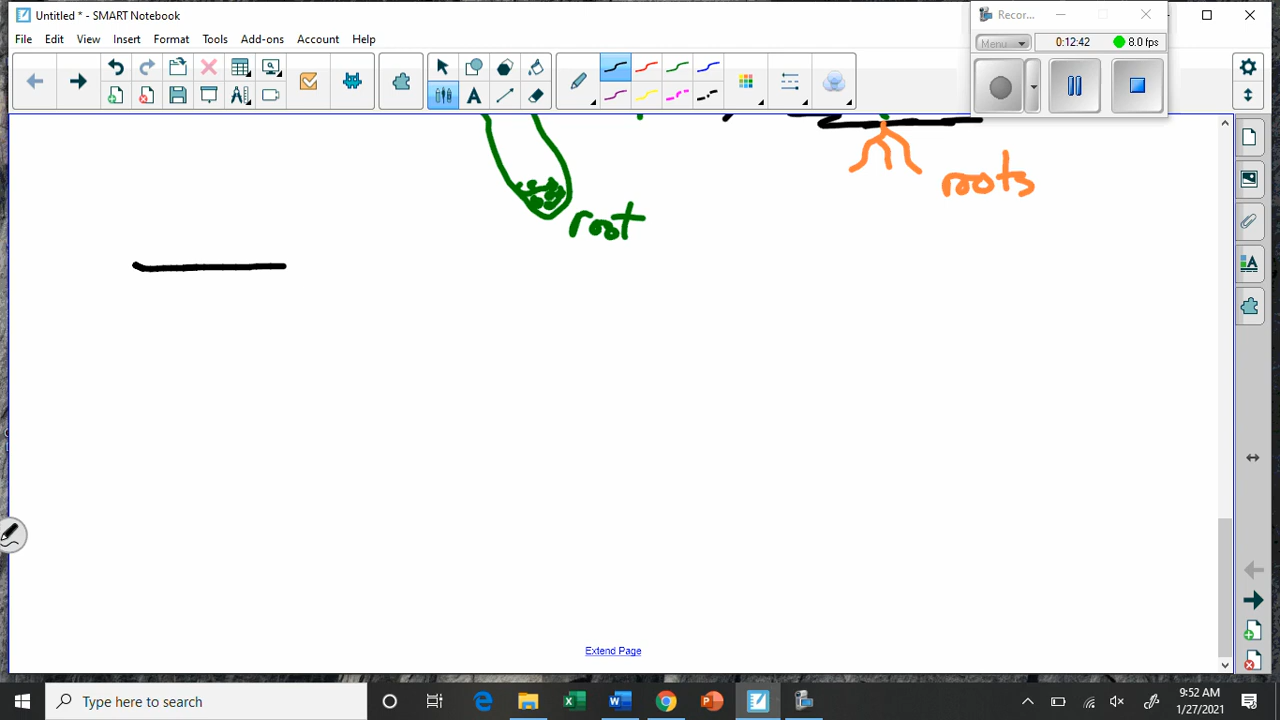 Untitled * - SMART Notebook
Recor...
File Edit View Insert Format Tools Add-ons Account Help
Menu
0:12:42
8.0 fps
roots
root
Extend Page
Type here to search
9:52 AM
1/27/2021